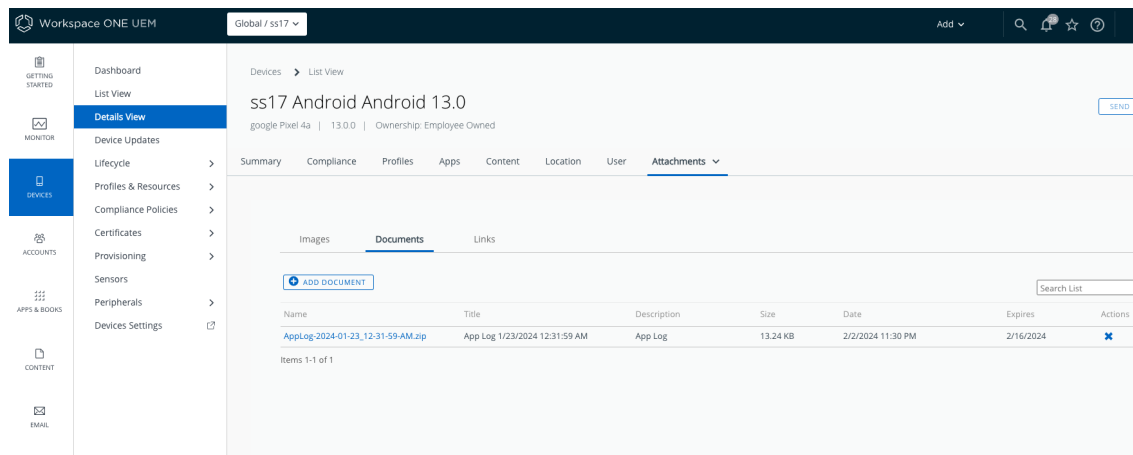 Workspace ONE UEM
Global / ss17
Add
28
GETTING
STARTED
MONITOR
DEVICES
ACCOUNTS
APPS & BOOKS
CONTENT
EMAIL
Dashboard
List View
Details View
Device Updates
Lifecycle
Profiles & Resources
Compliance Policies
Certificates
Provisioning
Sensors
Peripherals
Devices Settings
Devices > List View
ss17 Android Android 13.0
google Pixel 4a | 13.0.0 | Ownership: Employee Owned
SEND
Summary Compliance Profiles Apps Content Location User Attachments
Images Documents Links
ADD DOCUMENT
Search List
Name Title Description Size Date Expires Actions
AppLog-2024-01-23_12-31-59-AM.zip App Log 1/23/2024 12:31:59 AM App Log 13.24 KB 2/2/2024 11:30 PM 2/16/2024
Items 1-1 of 1